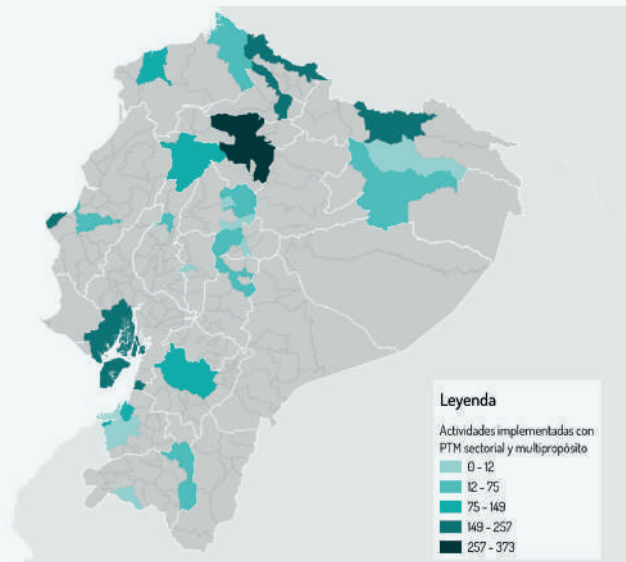 Leyenda
Actividades implementadas con
PTM sectorial y multipropósito
0 - 12
12 - 75
75 - 149
149 - 257
257 - 373